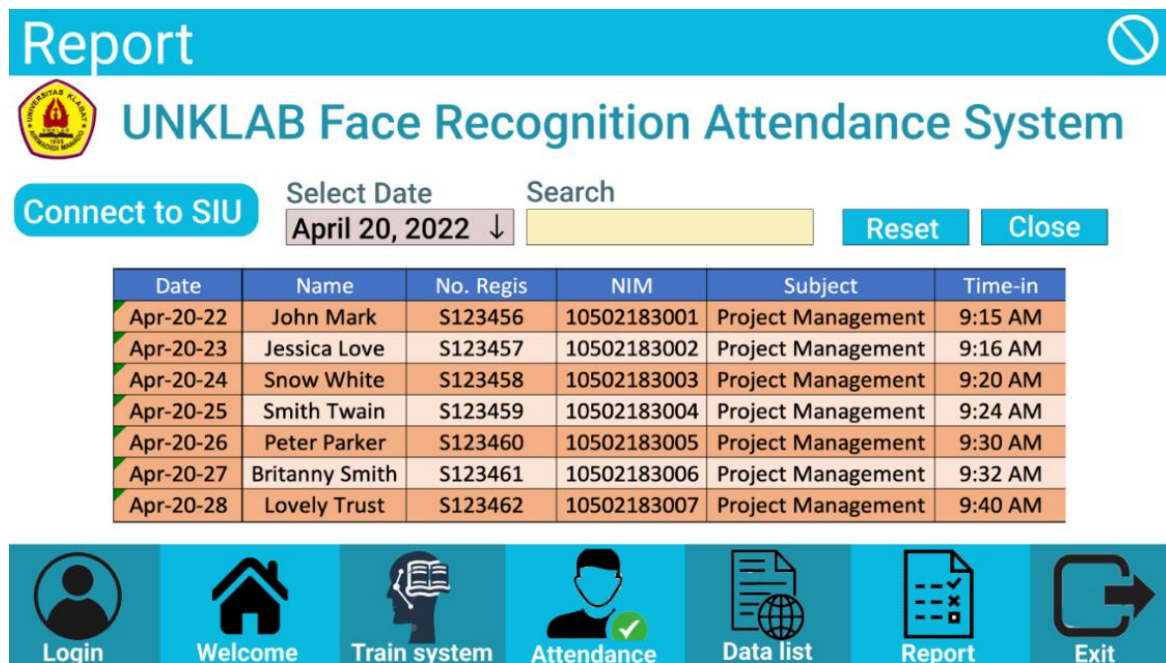 Report
UNIVERSITAS KLABAT
UNKLAB Face Recognition Attendance System
Connect to SIU
Select Date
Search
April 20, 2022 ↓
Reset
Close
Date Name No. Regis NIM Subject Time-in
Apr-20-22 John Mark S123456 10502183001 Project Management 9:15 AM
Apr-20-23 Jessica Love S123457 10502183002 Project Management 9:16 AM
Apr-20-24 Snow White S123458 10502183003 Project Management 9:20 AM
Apr-20-25 Smith Twain S123459 10502183004 Project Management 9:24 AM
Apr-20-26 Peter Parker S123460 10502183005 Project Management 9:30 AM
Apr-20-27 Britanny Smith S123461 10502183006 Project Management 9:32 AM
Apr-20-28 Lovely Trust S123462 10502183007 Project Management 9:40 AM
Login Welcome Train system Attendance Data list Report Exit